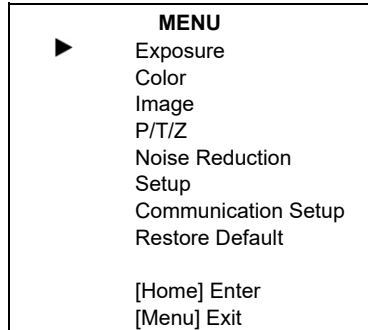 MENU
Exposure
Color
Image
P/T/Z
Noise Reduction
Setup
Communication Setup
Restore Default
[Home] Enter
[Menu] Exit